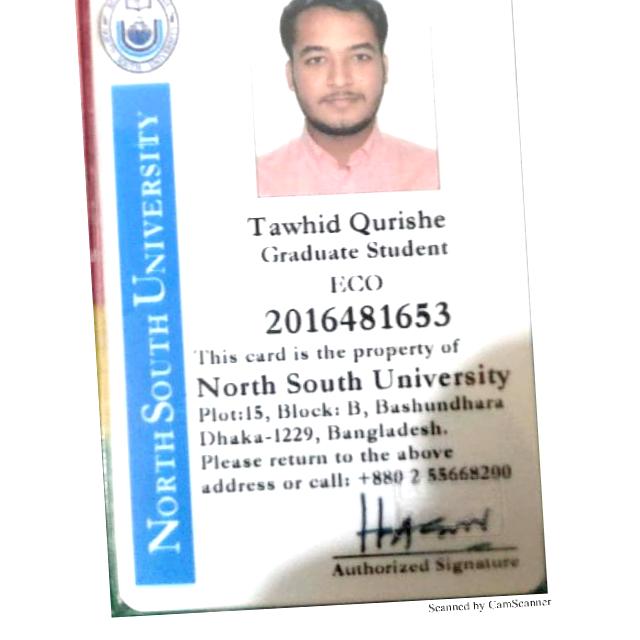 NORTH SOUTH UNIVERSITY
Tawhid Qurishe
Graduate Student
ECO
2016481653
This card is the property of
North South University
Plot:15, Block: B, Bashundhara
Dhaka-1229, Bangladesh.
Please return to the above
address or call: +880 2 55668200
Authorized Signature
Scanned by CamScanner